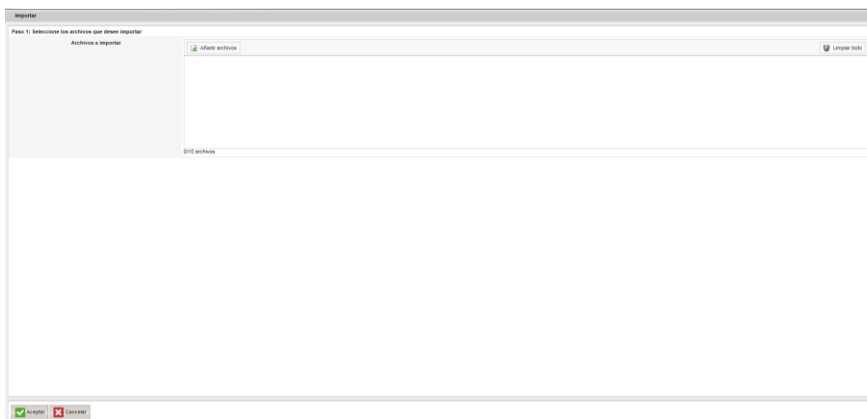 Importar
Paso 1: Seleccione los archivos que desee importar
Archivos a importar
Añadir archivos
Limpiar todo
0/10 archivos
Aceptar
Cancelar